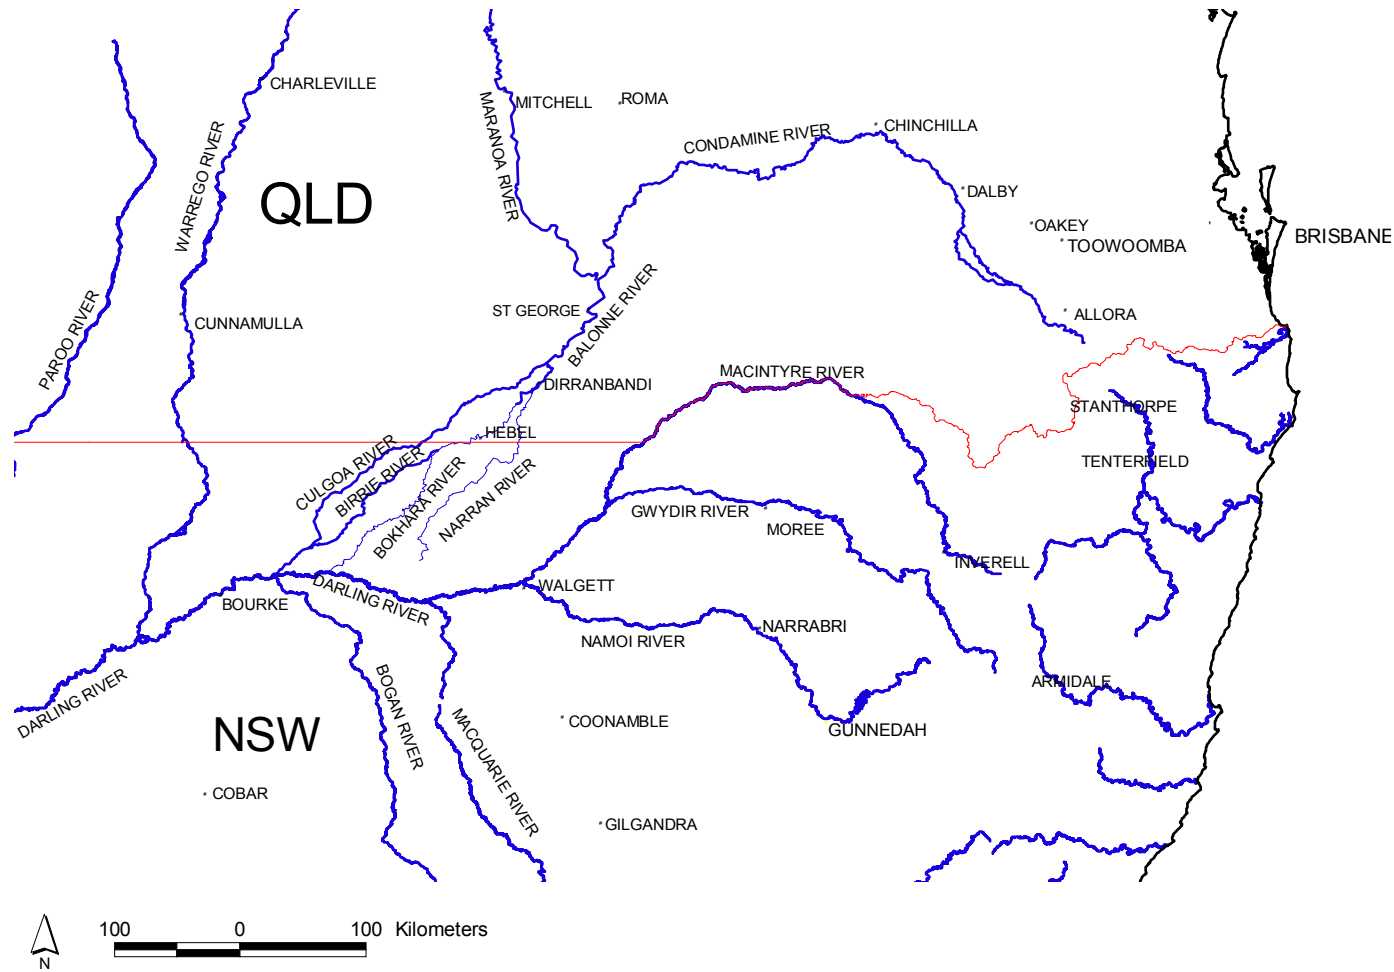 CHARLEVILLE
MITCHELL
ROMA
MARANOA RIVER
WARREGO RIVER
CONDAMINE RIVER
CHINCHILLA
QLD
DALBY
OAKEY
TOOWOOMBA
BRISBANE
PAROO RIVER
CUNNAMULLA
ST GEORGE
BALONNE RIVER
ALLORA
DIRRANBANDI
MACINTYRE RIVER
STANTHORPE
HEBEL
CULGOA RIVER
BIRRIE RIVER
BOKHARA RIVER
NARRAN RIVER
TENTERFIELD
GWYDIR RIVER
MOREE
INVERELL
DARLING RIVER
WALGETT
BOURKE
NAMOI RIVER
NARRABRI
DARLING RIVER
BOGAN RIVER
ARMIDALE
NSW
MACQUARIE RIVER
COONAMBLE
GUNNEDAH
COBAR
GILGANDRA
100 0 100 Kilometers
N